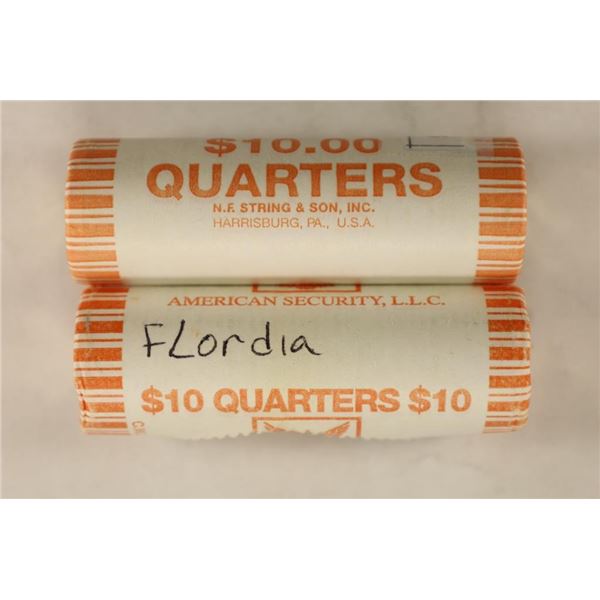 $10.00
QUARTERS
N.F. STRING & SON, INC.
HARRISBURG, PA., U.S.A.
AMERICAN SECURITY, L.L.C.
FLordia
$10 QUARTERS $10